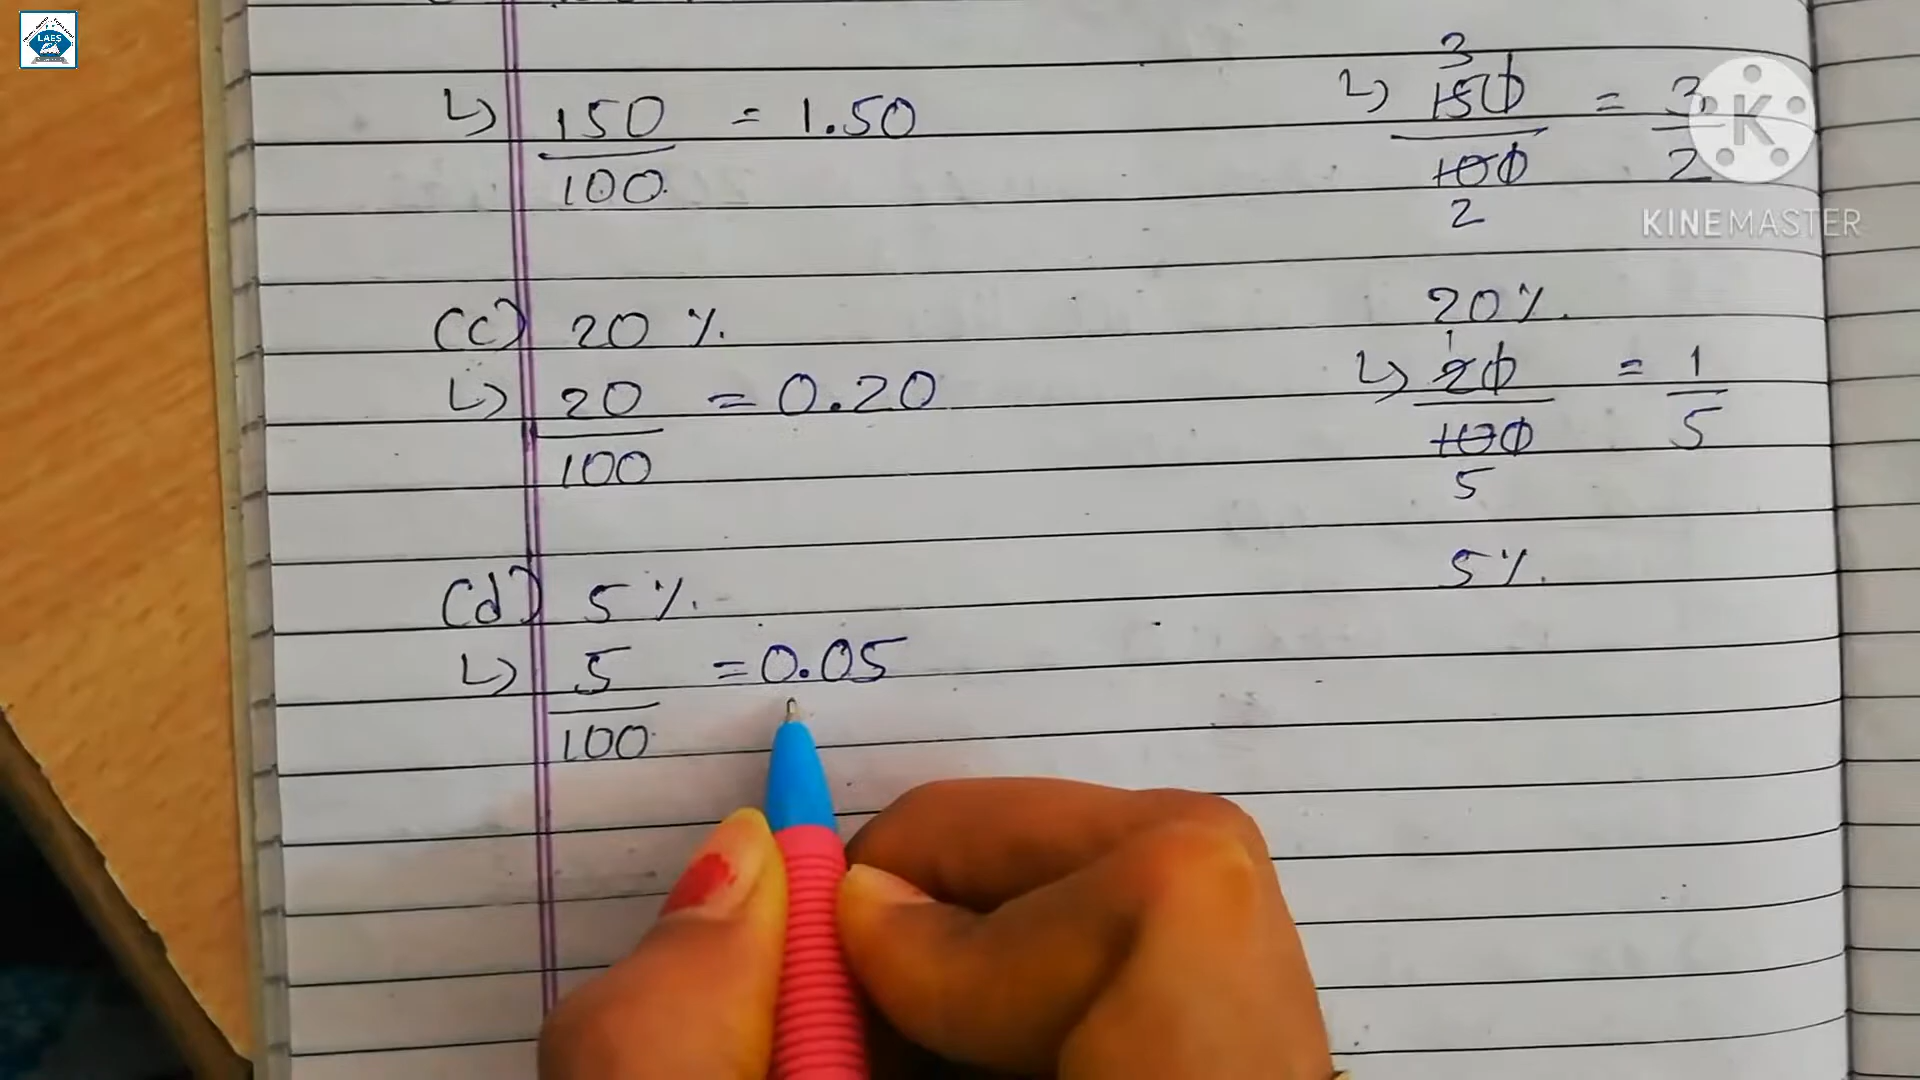 LAES
↳ 150/100 = 1.50
↳ 150/100 = 3/2
3
2
KINEMASTER
(c) 20 %.
20 %.
↳ 20/100 = 0.20
↳ 20/100 = 1/5
1
5
(d) 5 %.
5 %.
↳ 5/100 = 0.05